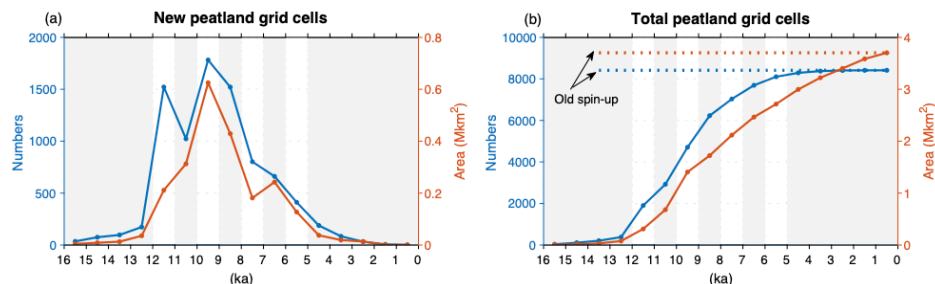 (a) New peatland grid cells
2000
1500
1000
500
0
Numbers
0.8
0.6
0.4
0.2
0
Area (Mkm²)
16 15 14 13 12 11 10 9 8 7 6 5 4 3 2 1 0
(ka)
(b) Total peatland grid cells
10000
8000
6000
4000
2000
0
Numbers
Old spin-up
4
3
2
1
0
Area (Mkm²)
16 15 14 13 12 11 10 9 8 7 6 5 4 3 2 1 0
(ka)